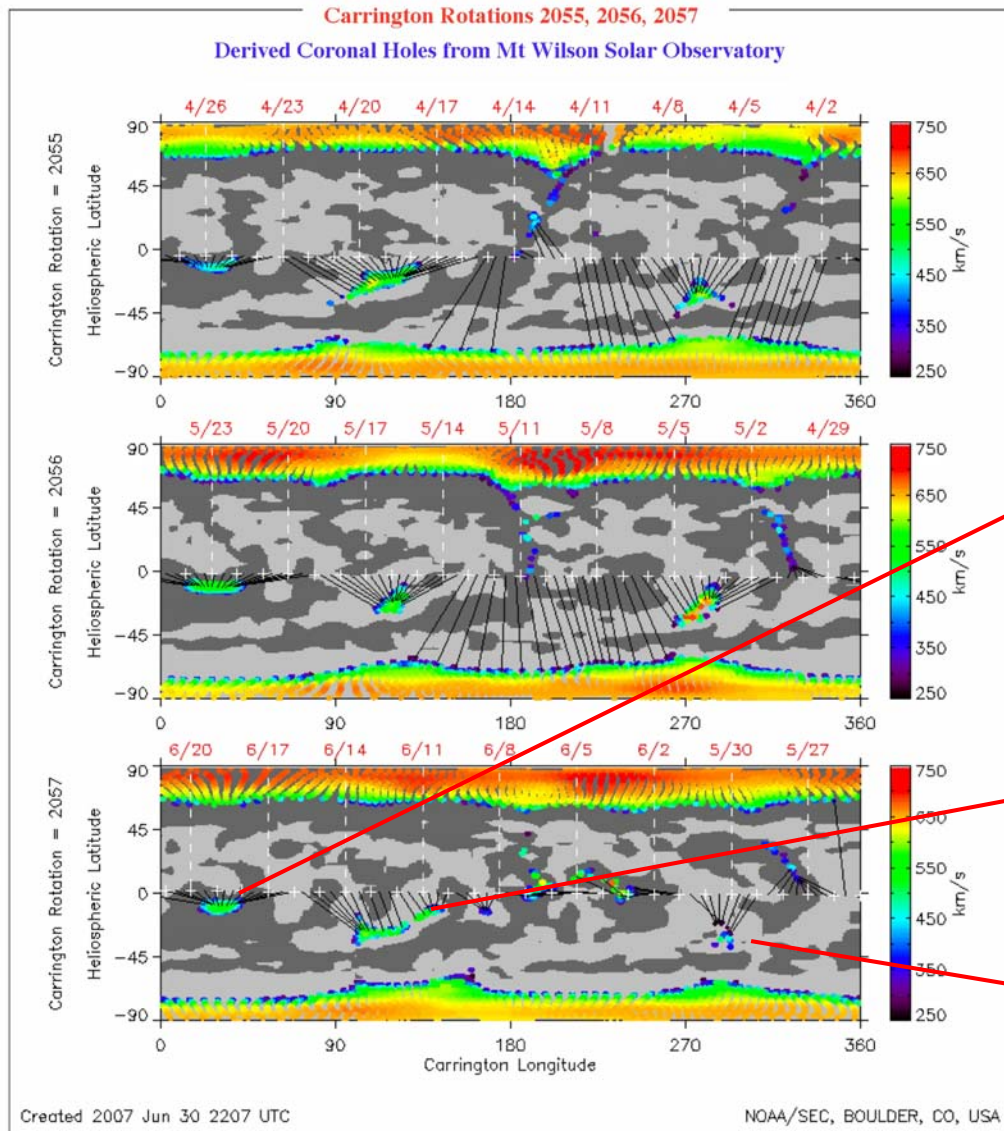 Carrington Rotations 2055, 2056, 2057
Derived Coronal Holes from Mt Wilson Solar Observatory
4/26 4/23 4/20 4/17 4/14 4/11 4/8 4/5 4/2
Carrington Rotation = 2055
Heliospheric Latitude
90
45
0
−45
−90
0 90 180 270 360
750
650
550
450
350
250
km/s
5/23 5/20 5/17 5/14 5/11 5/8 5/5 5/2 4/29
Carrington Rotation = 2056
Heliospheric Latitude
90
45
0
−45
−90
0 90 180 270 360
750
650
550
450
350
250
km/s
6/20 6/17 6/14 6/11 6/8 6/5 6/2 5/30 5/27
Carrington Rotation = 2057
Heliospheric Latitude
90
45
0
−45
−90
0 90 180 270 360
750
650
550
450
350
250
km/s
Carrington Longitude
Created 2007 Jun 30 2207 UTC
NOAA/SEC, BOULDER, CO, USA